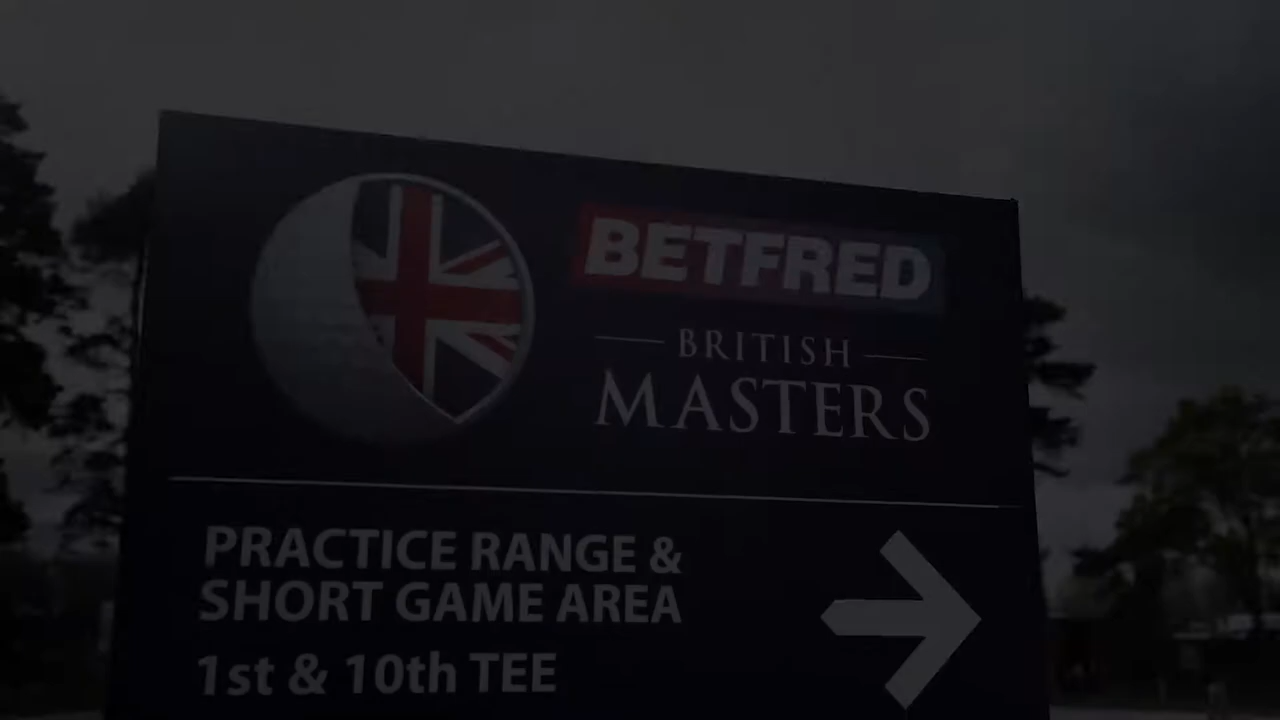 BETFRED
BRITISH
MASTERS
PRACTICE RANGE &
SHORT GAME AREA
1st & 10th TEE